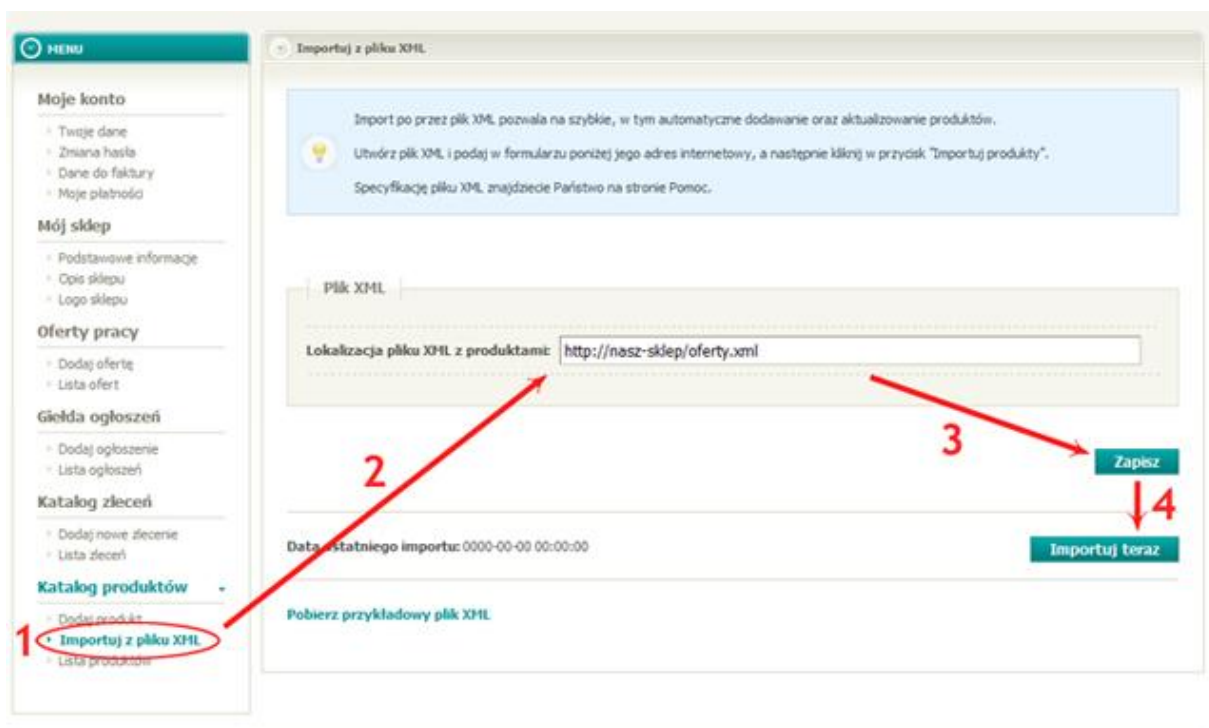 MENU
Moje konto
Twoje dane
Zmiana hasła
Dane do faktury
Moje płatności
Mój sklep
Podstawowe informacje
Opis sklepu
Logo sklepu
Oferty pracy
Dodaj ofertę
Lista ofert
Giełda ogłoszeń
Dodaj ogłoszenie
Lista ogłoszeń
Katalog zleceń
Dodaj nowe zlecenie
Lista zleceń
Katalog produktów
Dodaj produkt
1 Importuj z pliku XML
Lista produktów
Importuj z pliku XML
Import po przez plik XML pozwala na szybkie, w tym automatyczne dodawanie oraz aktualizowanie produktów.
Utwórz plik XML i podaj w formularzu poniżej jego adres internetowy, a następnie kliknij w przycisk "Importuj produkty".
Specyfikację pliku XML znajdziecie Państwo na stronie Pomoc.
Plik XML
Lokalizacja pliku XML z produktami: http://nasz-sklep/oferty.xml
2
3
Zapisz
4
Data ostatniego importu: 0000-00-00 00:00:00
Importuj teraz
Pobierz przykładowy plik XML